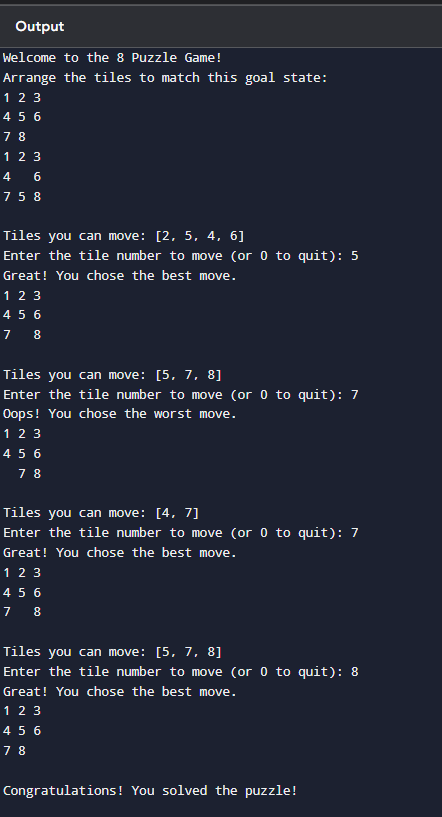 Output
Welcome to the 8 Puzzle Game!
Arrange the tiles to match this goal state:
1 2 3
4 5 6
7 8
1 2 3
4   6
7 5 8

Tiles you can move: [2, 5, 4, 6]
Enter the tile number to move (or 0 to quit): 5
Great! You chose the best move.
1 2 3
4 5 6
7   8

Tiles you can move: [5, 7, 8]
Enter the tile number to move (or 0 to quit): 7
Oops! You chose the worst move.
1 2 3
4 5 6
  7 8

Tiles you can move: [4, 7]
Enter the tile number to move (or 0 to quit): 7
Great! You chose the best move.
1 2 3
4 5 6
7   8

Tiles you can move: [5, 7, 8]
Enter the tile number to move (or 0 to quit): 8
Great! You chose the best move.
1 2 3
4 5 6
7 8

Congratulations! You solved the puzzle!